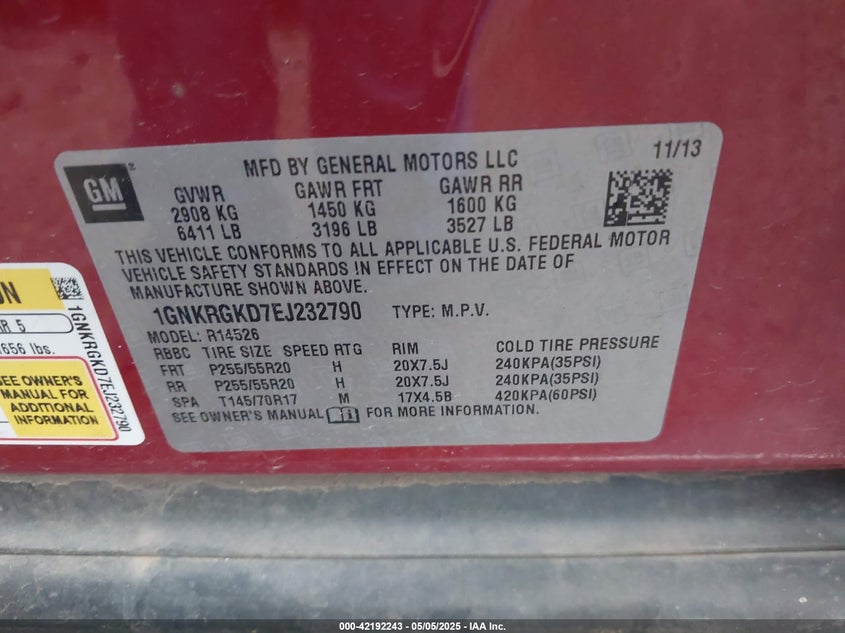 GM
MFD BY GENERAL MOTORS LLC
11/13
GVWR GAWR FRT GAWR RR
2908 KG 1450 KG 1600 KG
6411 LB 3196 LB 3527 LB
THIS VEHICLE CONFORMS TO ALL APPLICABLE U.S. FEDERAL MOTOR
VEHICLE SAFETY STANDARDS IN EFFECT ON THE DATE OF
MANUFACTURE SHOWN ABOVE.
1GNKRGKD7EJ232790 TYPE: M.P.V.
MODEL: R14526
RBBC TIRE SIZE SPEED RTG RIM COLD TIRE PRESSURE
FRT P255/55R20 H 20X7.5J 240KPA(35PSI)
RR P255/55R20 H 20X7.5J 240KPA(35PSI)
SPA T145/70R17 M 17X4.5B 420KPA(60PSI)
SEE OWNER'S MANUAL FOR MORE INFORMATION.
ON
R 5
656 lbs.
SEE OWNER'S
MANUAL FOR
ADDITIONAL
INFORMATION
1GNKRGKD7EJ232790
000-42192243 - 05/05/2025 - IAA Inc.